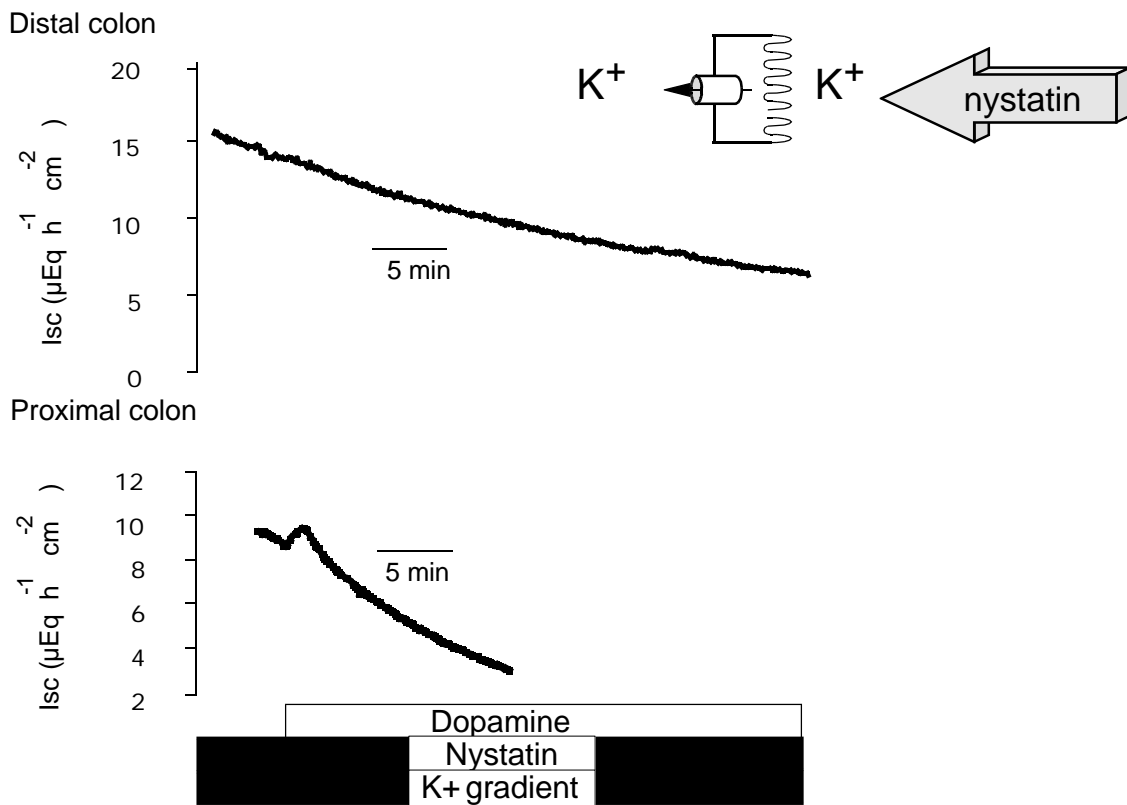 Distal colon
K+ K+ nystatin
20
15
10
5
0
Isc (µEq h-1 cm-2)
5 min
Proximal colon
12
10
8
6
4
2
Isc (µEq h-1 cm-2)
5 min
Dopamine
Nystatin
K+ gradient